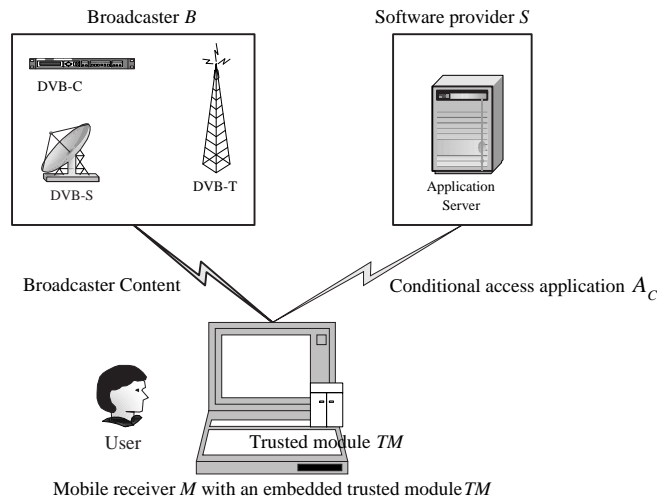 Broadcaster B
Software provider S
DVB-C
DVB-S
DVB-T
Application
Server
Broadcaster Content
Conditional access application A_C
User
Trusted module TM
Mobile receiver M with an embedded trusted module TM